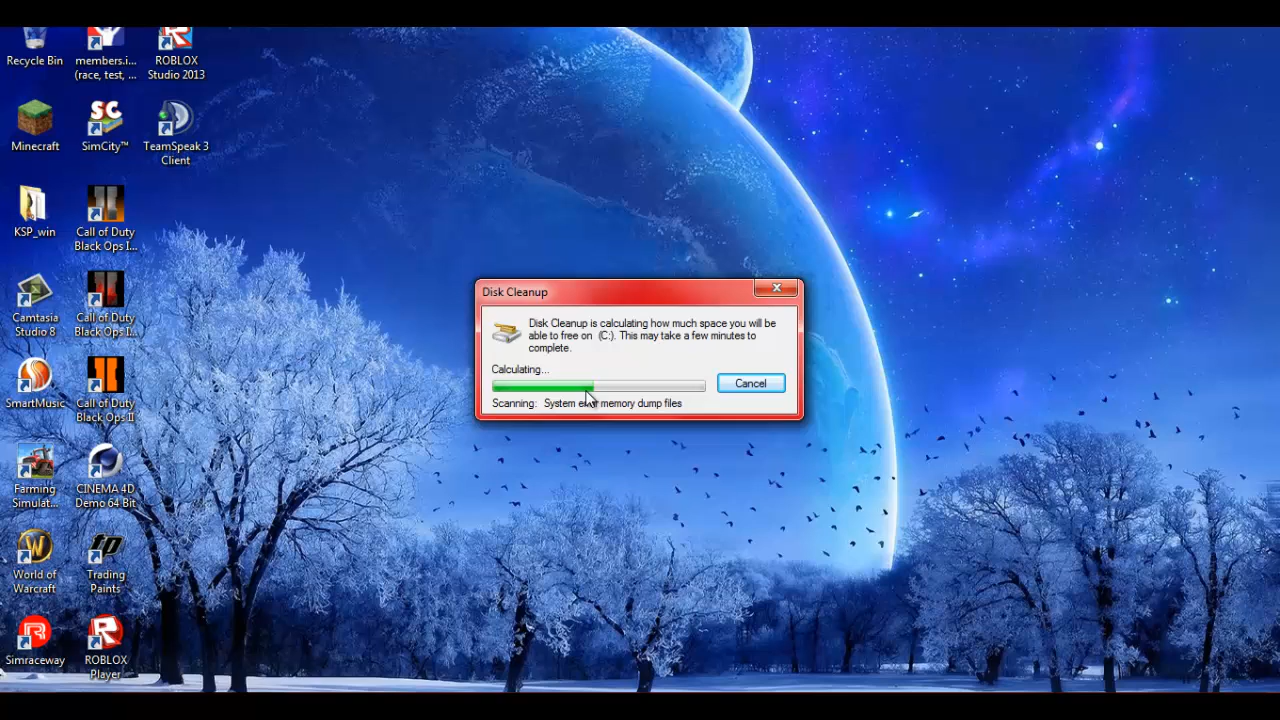 Recycle Bin
members.i...
(race, test, ...
ROBLOX
Studio 2013
Minecraft
SC
SimCity™
TeamSpeak 3
Client
KSP_win
Call of Duty
Black Ops I...
Camtasia
Studio 8
Call of Duty
Black Ops I...
SmartMusic
Call of Duty
Black Ops II
Farming
Simulat...
CINEMA 4D
Demo 64 Bit
World of
Warcraft
Trading
Paints
Simraceway
ROBLOX
Player
Disk Cleanup
Disk Cleanup is calculating how much space you will be
able to free on (C:). This may take a few minutes to
complete.
Calculating...
Cancel
Scanning: System error memory dump files